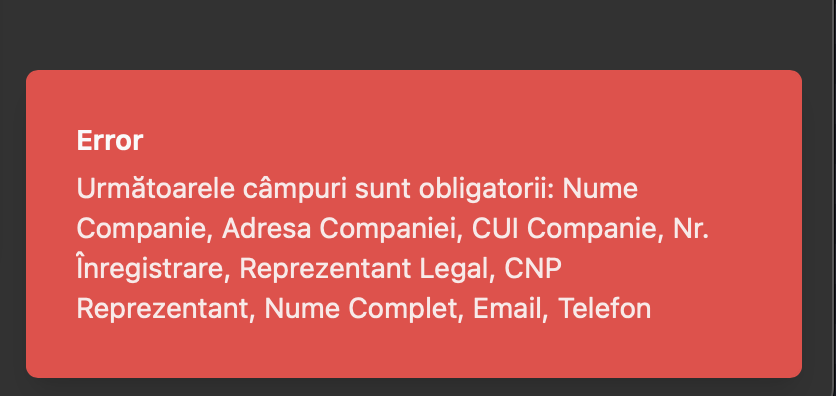 Error
Următoarele câmpuri sunt obligatorii: Nume
Companie, Adresa Companiei, CUI Companie, Nr.
Înregistrare, Reprezentant Legal, CNP
Reprezentant, Nume Complet, Email, Telefon